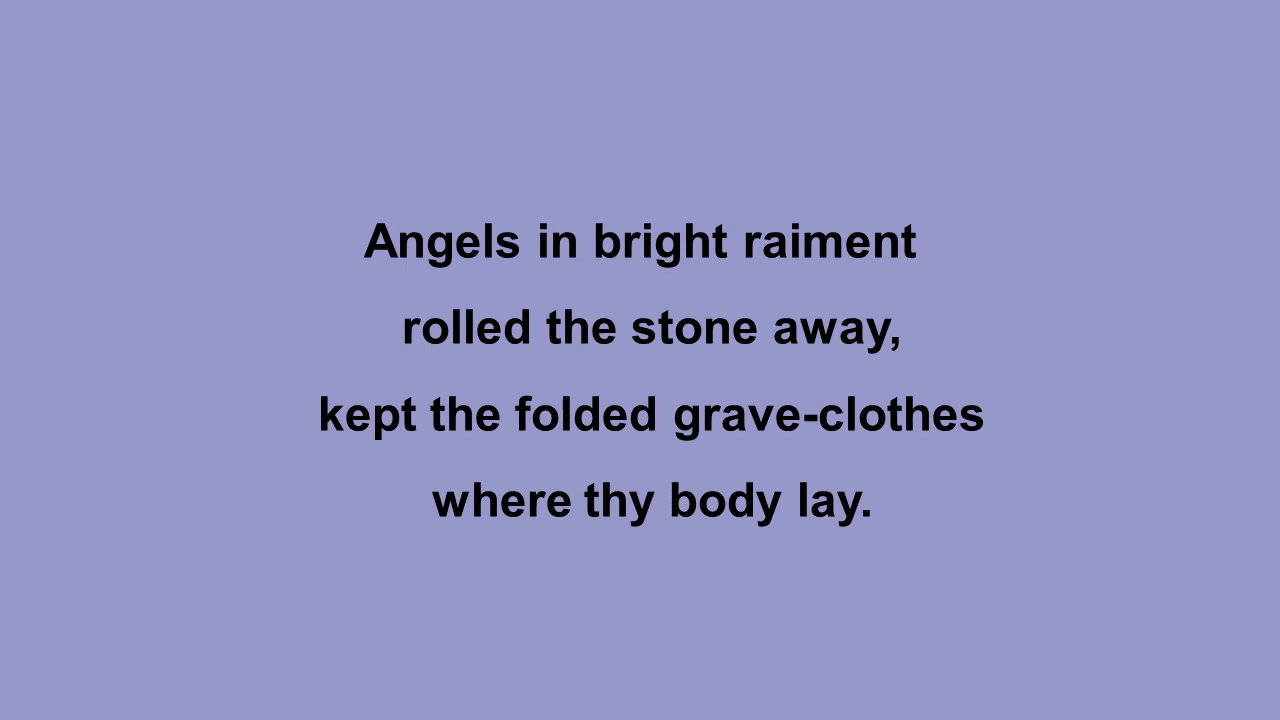 Angels in bright raiment
rolled the stone away,
kept the folded grave-clothes
where thy body lay.